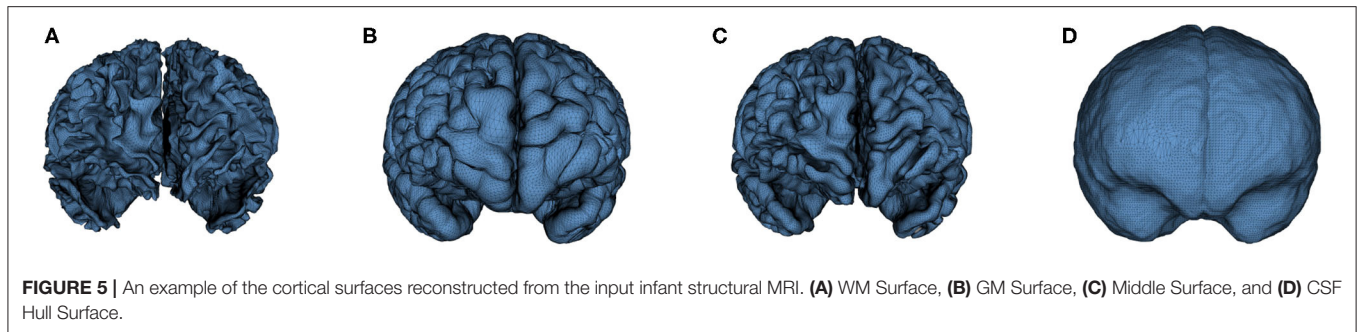 A
B
C
D
FIGURE 5 | An example of the cortical surfaces reconstructed from the input infant structural MRI. (A) WM Surface, (B) GM Surface, (C) Middle Surface, and (D) CSF
Hull Surface.